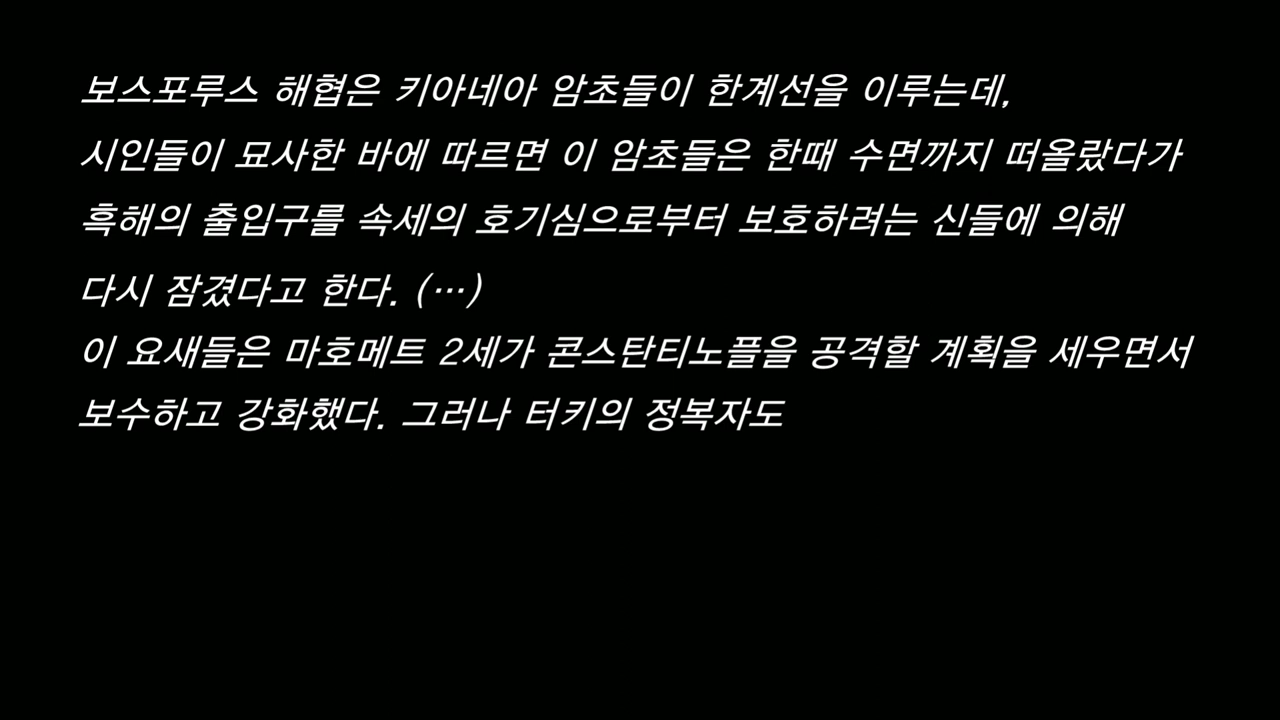 보스포루스 해협은 키아네아 암초들이 한계선을 이루는데,
시인들이 묘사한 바에 따르면 이 암초들은 한때 수면까지 떠올랐다가
흑해의 출입구를 속세의 호기심으로부터 보호하려는 신들에 의해
다시 잠겼다고 한다. (…)
이 요새들은 마호메트 2세가 콘스탄티노플을 공격할 계획을 세우면서
보수하고 강화했다. 그러나 터키의 정복자도